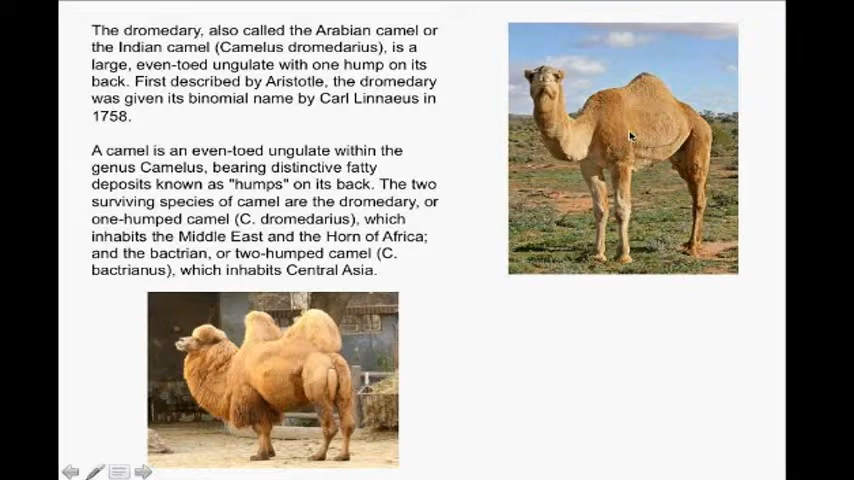 The dromedary, also called the Arabian camel or
the Indian camel (Camelus dromedarius), is a
large, even-toed ungulate with one hump on its
back. First described by Aristotle, the dromedary
was given its binomial name by Carl Linnaeus in
1758.
A camel is an even-toed ungulate within the
genus Camelus, bearing distinctive fatty
deposits known as "humps" on its back. The two
surviving species of camel are the dromedary, or
one-humped camel (C. dromedarius), which
inhabits the Middle East and the Horn of Africa;
and the bactrian, or two-humped camel (C.
bactrianus), which inhabits Central Asia.